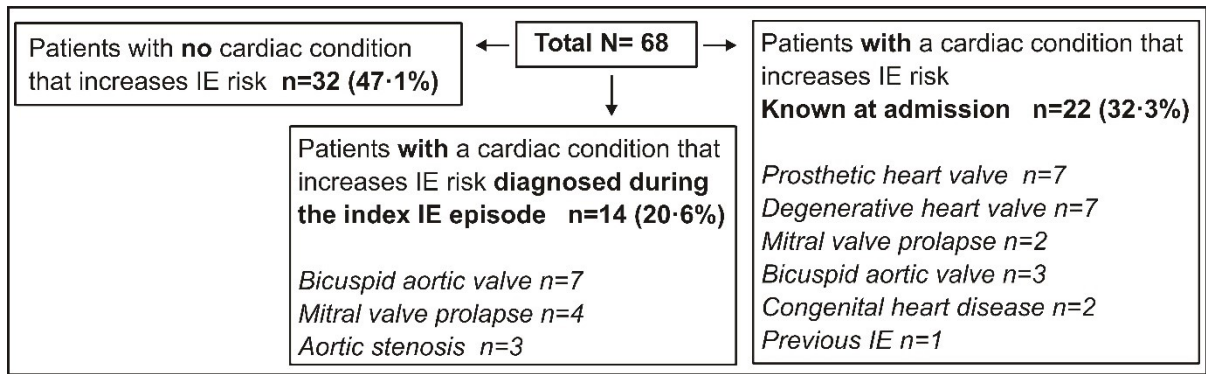 Total N= 68
Patients with no cardiac condition
that increases IE risk  n=32 (47·1%)
Patients with a cardiac condition that
increases IE risk diagnosed during
the index IE episode   n=14 (20·6%)
Bicuspid aortic valve n=7
Mitral valve prolapse n=4
Aortic stenosis  n=3
Patients with a cardiac condition that
increases IE risk
Known at admission   n=22 (32·3%)
Prosthetic heart valve  n=7
Degenerative heart valve n=7
Mitral valve prolapse n=2
Bicuspid aortic valve n=3
Congenital heart disease n=2
Previous IE n=1